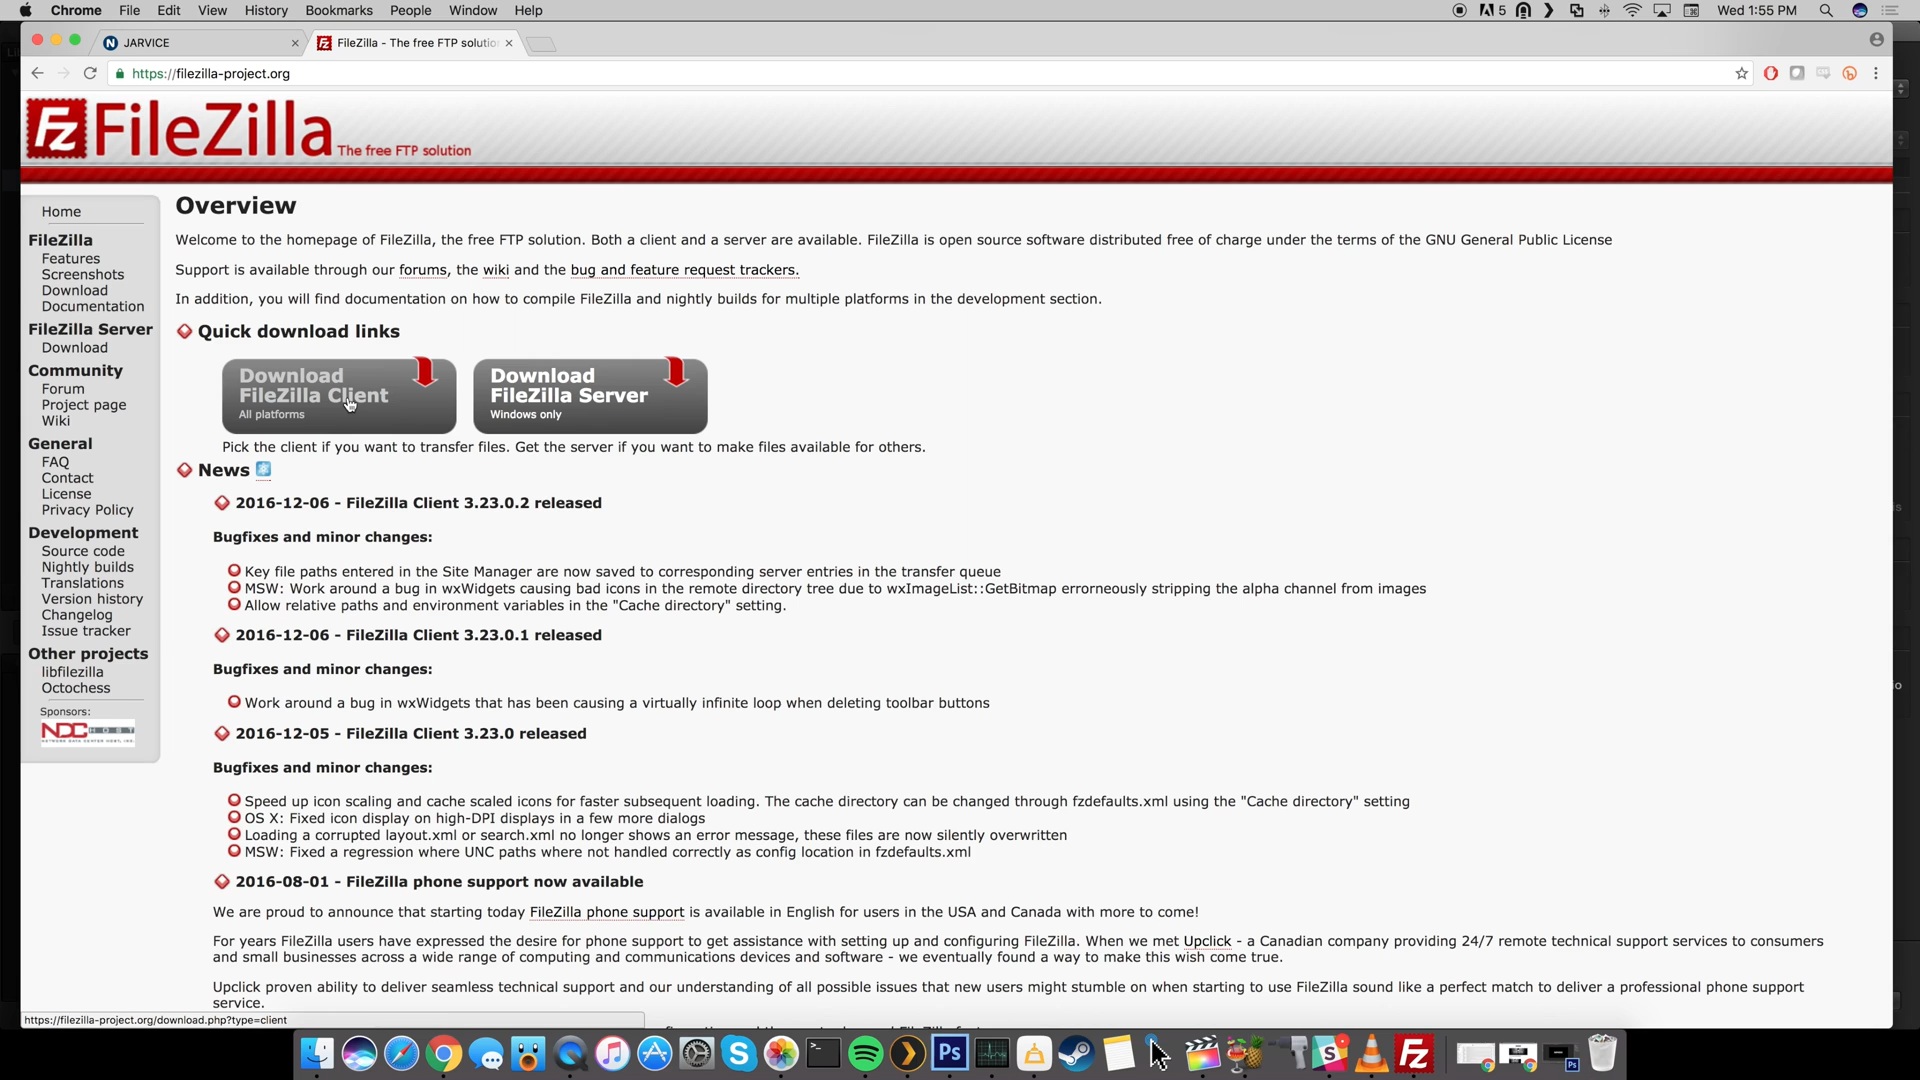 Chrome File Edit View History Bookmarks People Window Help
5 Wed 1:55 PM
JARVICE
FileZilla - The free FTP solutio
https://filezilla-project.org
FileZilla The free FTP solution
Home
FileZilla
Features
Screenshots
Download
Documentation
FileZilla Server
Download
Community
Forum
Project page
Wiki
General
FAQ
Contact
License
Privacy Policy
Development
Source code
Nightly builds
Translations
Version history
Changelog
Issue tracker
Other projects
libfilezilla
Octochess
Sponsors:
NDC HOST
Overview
Welcome to the homepage of FileZilla, the free FTP solution. Both a client and a server are available. FileZilla is open source software distributed free of charge under the terms of the GNU General Public License
Support is available through our forums, the wiki and the bug and feature request trackers.
In addition, you will find documentation on how to compile FileZilla and nightly builds for multiple platforms in the development section.
Quick download links
Download
FileZilla Client
All platforms
Download
FileZilla Server
Windows only
Pick the client if you want to transfer files. Get the server if you want to make files available for others.
News
2016-12-06 - FileZilla Client 3.23.0.2 released
Bugfixes and minor changes:
Key file paths entered in the Site Manager are now saved to corresponding server entries in the transfer queue
MSW: Work around a bug in wxWidgets causing bad icons in the remote directory tree due to wxImageList::GetBitmap errorneously stripping the alpha channel from images
Allow relative paths and environment variables in the "Cache directory" setting.
2016-12-06 - FileZilla Client 3.23.0.1 released
Bugfixes and minor changes:
Work around a bug in wxWidgets that has been causing a virtually infinite loop when deleting toolbar buttons
2016-12-05 - FileZilla Client 3.23.0 released
Bugfixes and minor changes:
Speed up icon scaling and cache scaled icons for faster subsequent loading. The cache directory can be changed through fzdefaults.xml using the "Cache directory" setting
OS X: Fixed icon display on high-DPI displays in a few more dialogs
Loading a corrupted layout.xml or search.xml no longer shows an error message, these files are now silently overwritten
MSW: Fixed a regression where UNC paths where not handled correctly as config location in fzdefaults.xml
2016-08-01 - FileZilla phone support now available
We are proud to announce that starting today FileZilla phone support is available in English for users in the USA and Canada with more to come!
For years FileZilla users have expressed the desire for phone support to get assistance with setting up and configuring FileZilla. When we met Upclick - a Canadian company providing 24/7 remote technical support services to consumers
and small businesses across a wide range of computing and communications devices and software - we eventually found a way to make this wish come true.
Upclick proven ability to deliver seamless technical support and our understanding of all possible issues that new users might stumble on when starting to use FileZilla sound like a perfect match to deliver a professional phone support
service.
https://filezilla-project.org/download.php?type=client
Ps